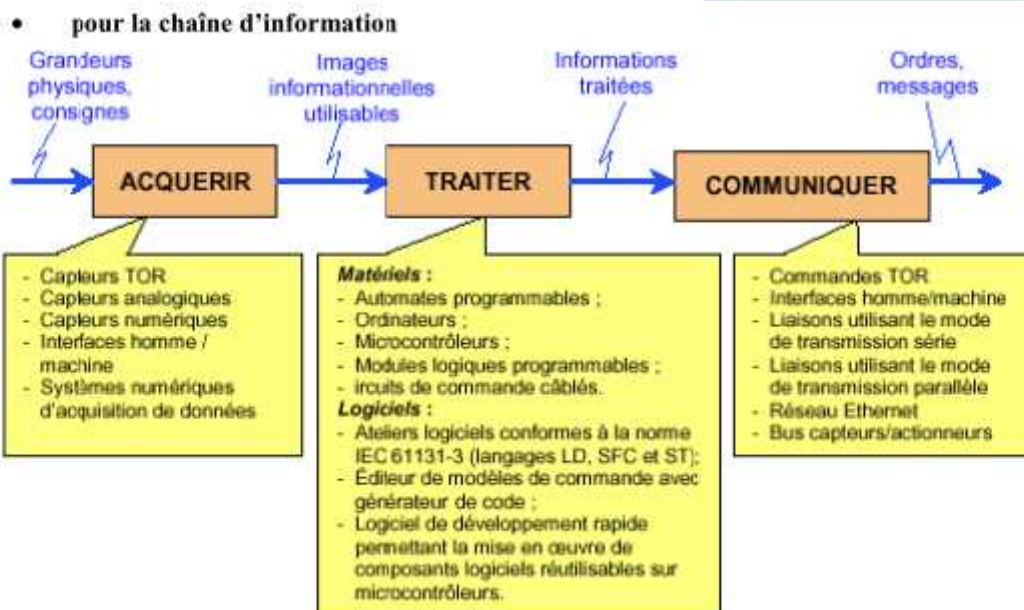 • pour la chaîne d'information
Grandeurs
physiques,
consignes
Images
informationnelles
utilisables
Informations
traitées
Ordres,
messages
ACQUERIR
TRAITER
COMMUNIQUER
- Capteurs TOR
- Capteurs analogiques
- Capteurs numériques
- Interfaces homme /
machine
- Systèmes numériques
d'acquisition de données
Matériels :
- Automates programmables ;
- Ordinateurs ;
- Microcontrôleurs ;
- Modules logiques programmables ;
- ircuits de commande câblés.
Logiciels :
- Ateliers logiciels conformes à la norme
IEC 61131-3 (langages LD, SFC et ST);
- Éditeur de modèles de commande avec
générateur de code ;
- Logiciel de développement rapide
permettant la mise en œuvre de
composants logiciels réutilisables sur
microcontrôleurs.
- Commandes TOR
- Interfaces homme/machine
- Liaisons utilisant le mode
de transmission série
- Liaisons utilisant le mode
de transmission parallèle
- Réseau Ethernet
- Bus capteurs/actionneurs